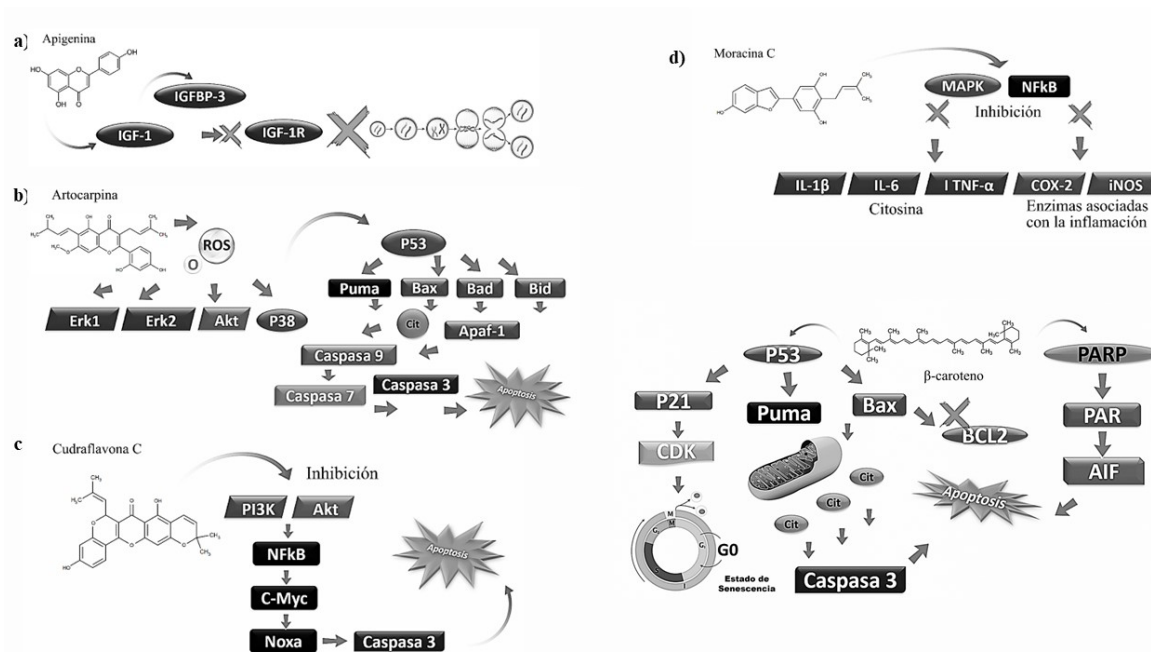 a)
Apigenina
OH
HO
OH
O
IGFBP-3
IGF-1
IGF-1R
b)
Artocarpina
ROS
O
P53
Puma
Bax
Bad
Bid
Erk1
Erk2
Akt
P38
Cit
Apaf-1
Caspasa 9
Caspasa 7
Caspasa 3
Apoptosis
c
Cudraflavona C
Inhibición
PI3K
Akt
NFkB
C-Myc
Noxa
Caspasa 3
Apoptosis
d)
Moracina C
MAPK
NFkB
Inhibición
IL-1β
IL-6
I TNF-α
COX-2
iNOS
Citosina
Enzimas asociadas
con la inflamación
P53
β-caroteno
PARP
P21
Puma
Bax
PAR
CDK
BCL2
AIF
Cit
Cit
Cit
Apoptosis
M
M
G0
Estado de
Senescencia
Caspasa 3